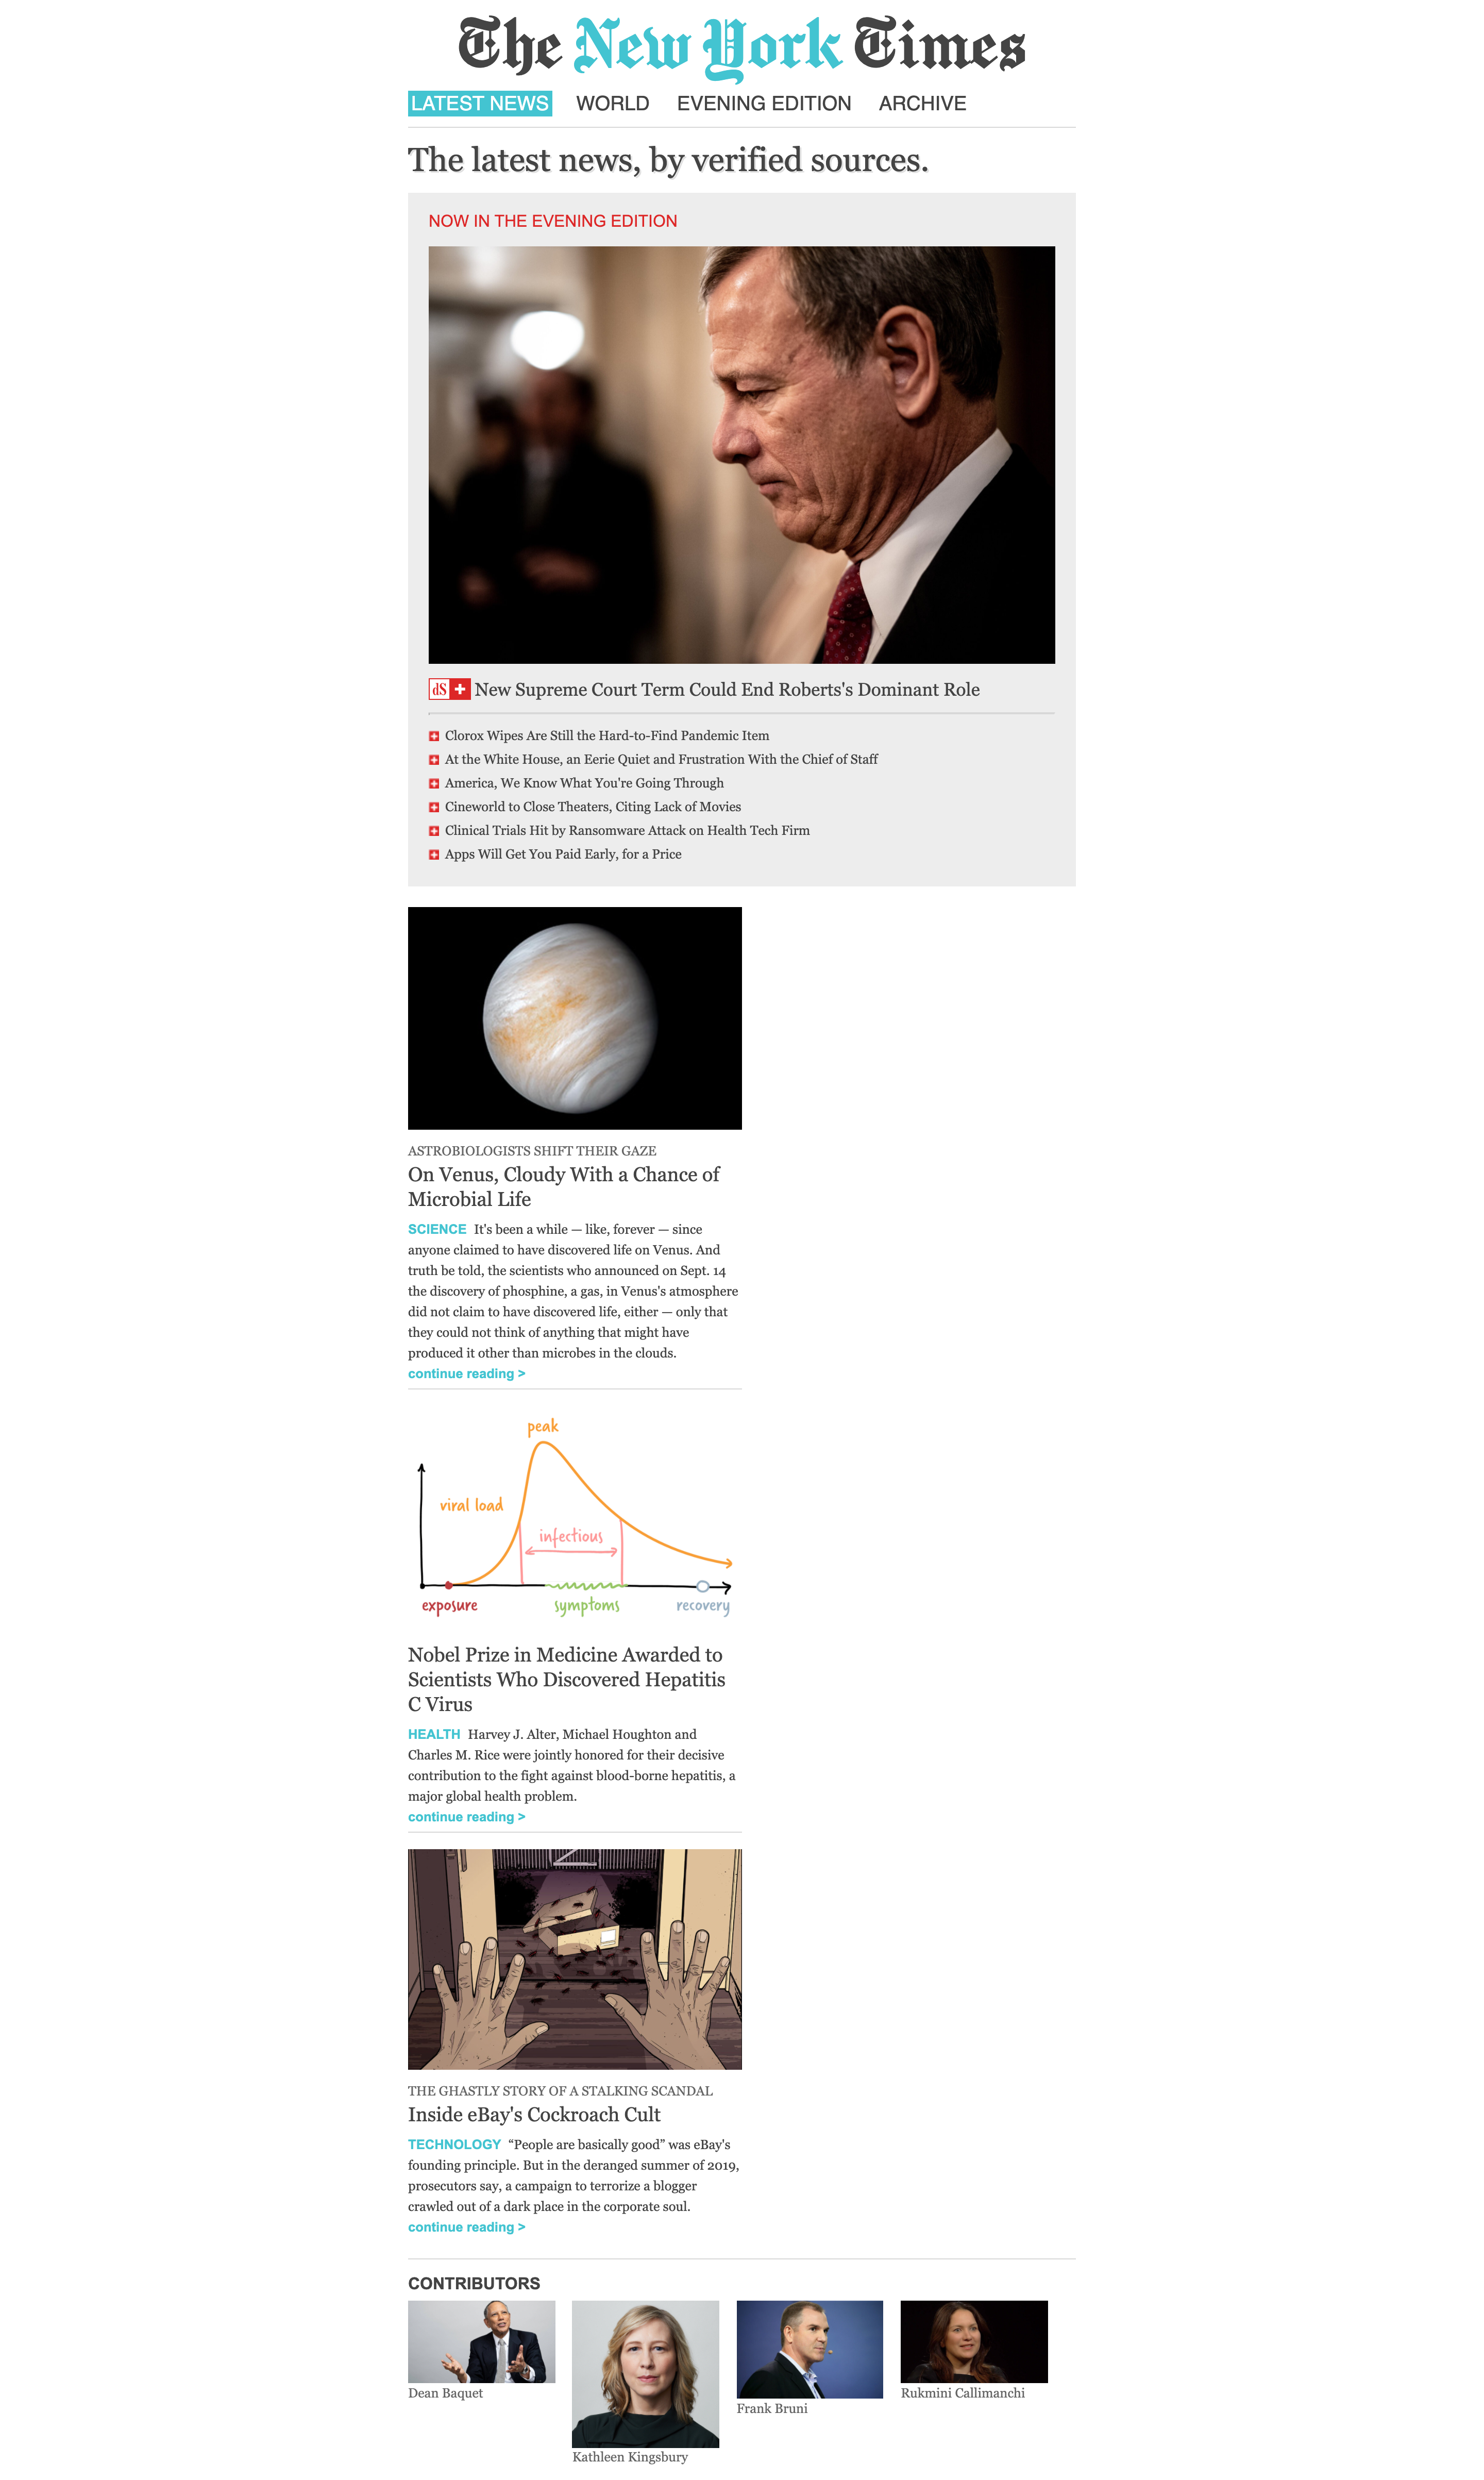 The New York Times
LATEST NEWS WORLD EVENING EDITION ARCHIVE
The latest news, by verified sources.
NOW IN THE EVENING EDITION
dS+ New Supreme Court Term Could End Roberts's Dominant Role
Clorox Wipes Are Still the Hard-to-Find Pandemic Item
At the White House, an Eerie Quiet and Frustration With the Chief of Staff
America, We Know What You're Going Through
Cineworld to Close Theaters, Citing Lack of Movies
Clinical Trials Hit by Ransomware Attack on Health Tech Firm
Apps Will Get You Paid Early, for a Price
ASTROBIOLOGISTS SHIFT THEIR GAZE
On Venus, Cloudy With a Chance of
Microbial Life
SCIENCE It's been a while — like, forever — since
anyone claimed to have discovered life on Venus. And
truth be told, the scientists who announced on Sept. 14
the discovery of phosphine, a gas, in Venus's atmosphere
did not claim to have discovered life, either — only that
they could not think of anything that might have
produced it other than microbes in the clouds.
continue reading >
peak
viral load
infectious
exposure symptoms recovery
Nobel Prize in Medicine Awarded to
Scientists Who Discovered Hepatitis
C Virus
HEALTH Harvey J. Alter, Michael Houghton and
Charles M. Rice were jointly honored for their decisive
contribution to the fight against blood-borne hepatitis, a
major global health problem.
continue reading >
THE GHASTLY STORY OF A STALKING SCANDAL
Inside eBay's Cockroach Cult
TECHNOLOGY “People are basically good” was eBay's
founding principle. But in the deranged summer of 2019,
prosecutors say, a campaign to terrorize a blogger
crawled out of a dark place in the corporate soul.
continue reading >
CONTRIBUTORS
Dean Baquet
Kathleen Kingsbury
Frank Bruni
Rukmini Callimanchi